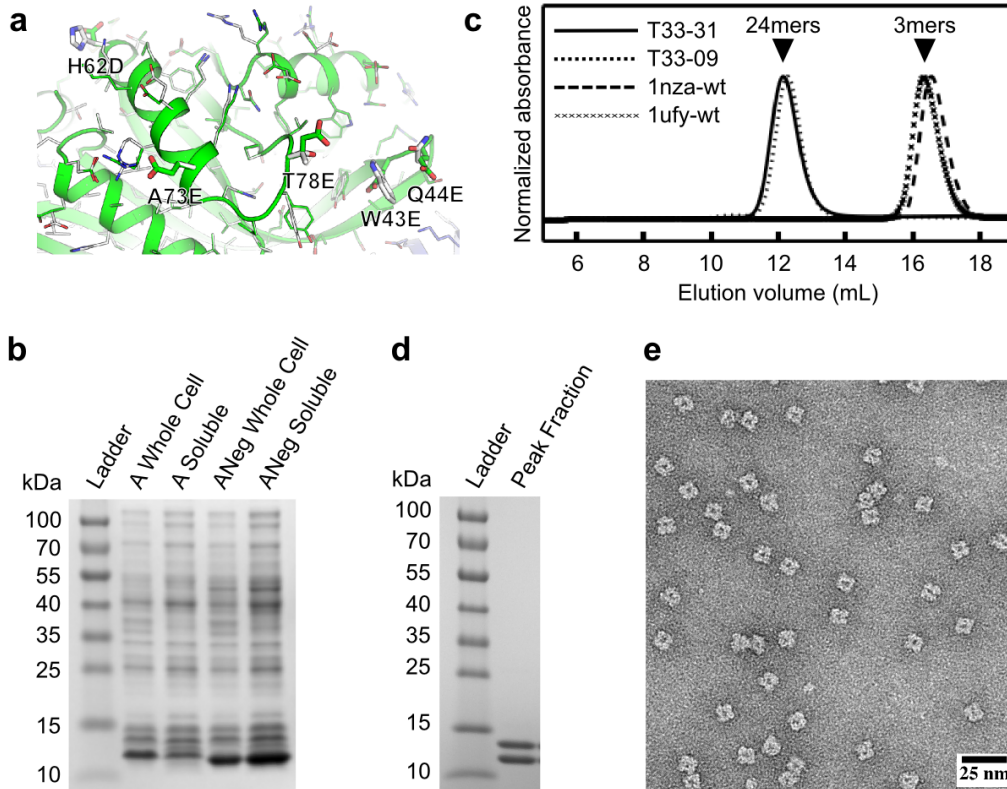 a
H62D
A73E
T78E
W43E
Q44E
c
24mers
3mers
T33-31
T33-09
1nza-wt
1ufy-wt
Normalized absorbance
6 8 10 12 14 16 18
Elution volume (mL)
b
Ladder
A Whole Cell
A Soluble
ANeg Whole Cell
ANeg Soluble
kDa
100
70
55
40
35
25
15
10
d
Ladder
Peak Fraction
kDa
100
70
55
40
35
25
15
10
e
25 nm